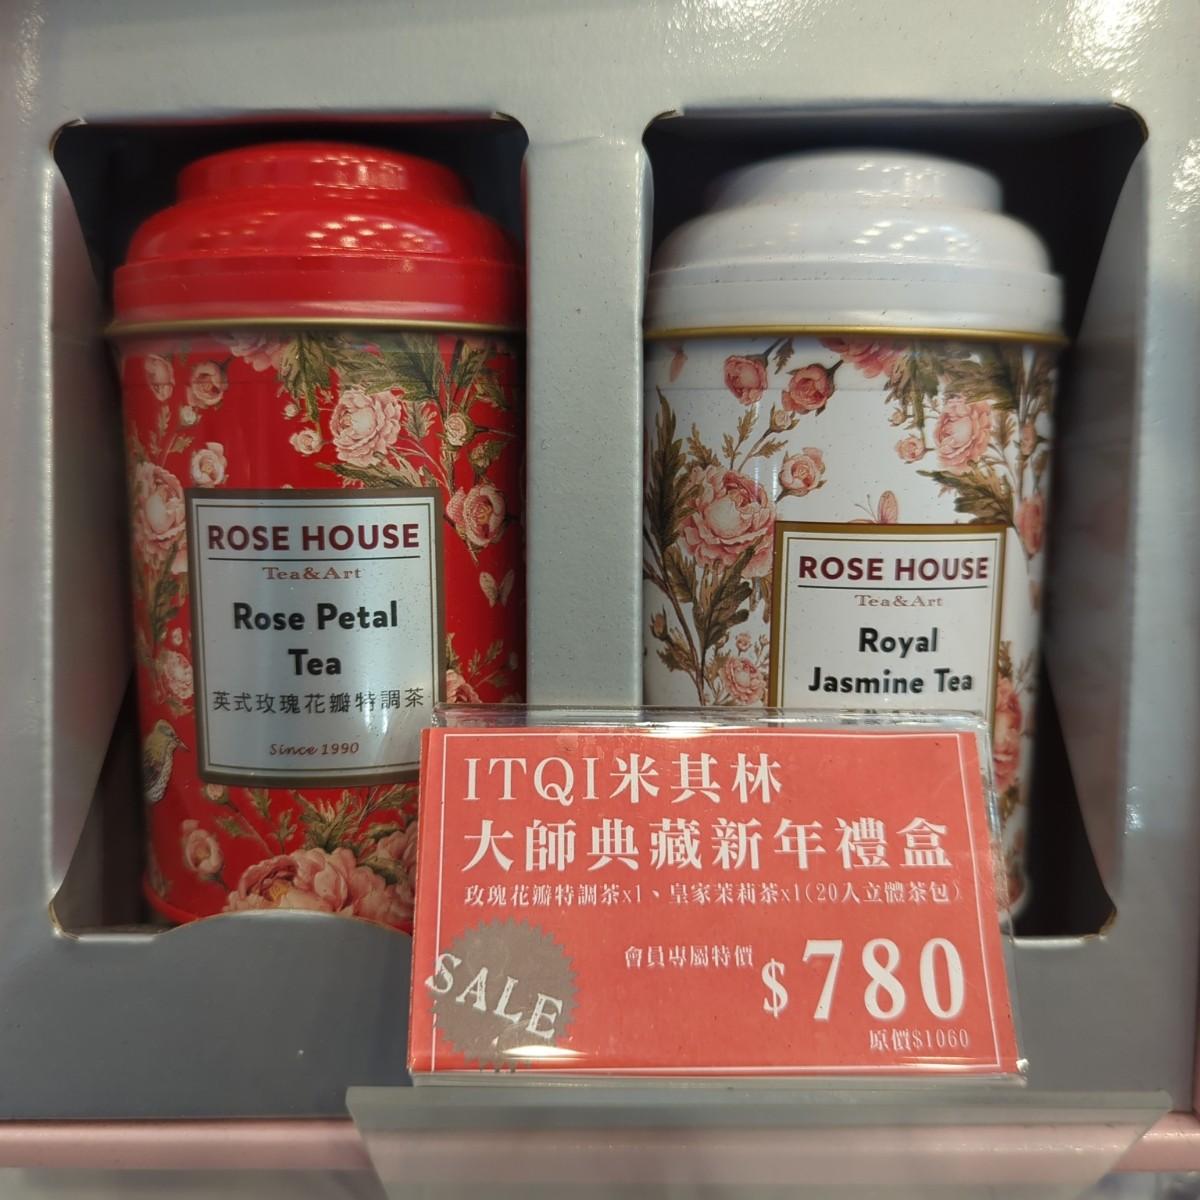 ROSE HOUSE
Tea&Art
Rose Petal
Tea
英式玫瑰花瓣特調茶
Since 1990
ROSE HOUSE
Tea&Art
Royal
Jasmine Tea
ITQI米其林
大師典藏新年禮盒
玫瑰花瓣特調茶x1、皇家茉莉茶x1(20入立體茶包)
會員專屬特價
$780
原價$1060
SALE